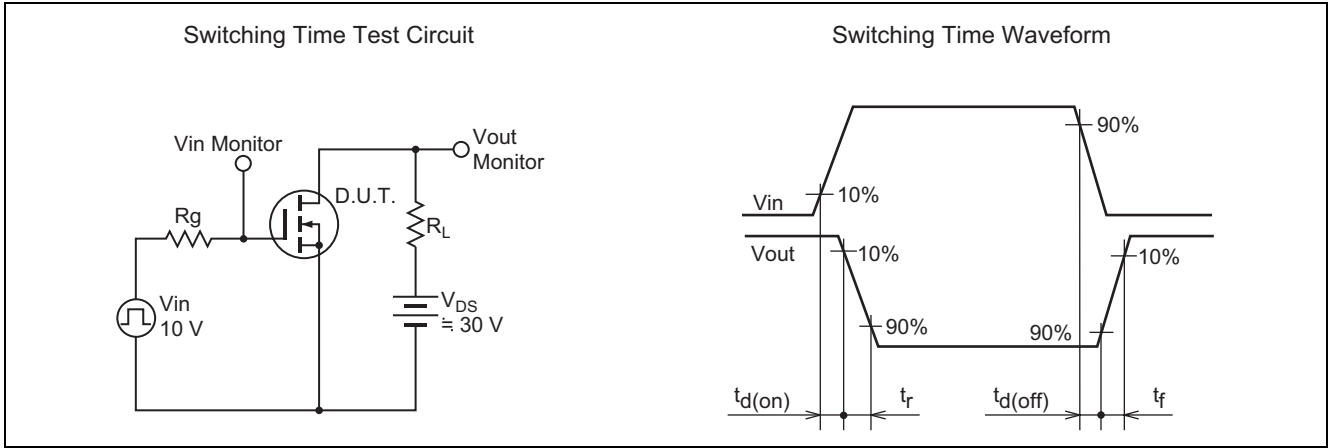 Switching Time Test Circuit
Vin Monitor
Vout
Monitor
D.U.T.
Rg
RL
Vin
10 V
VDS
≒ 30 V
Switching Time Waveform
90%
10%
Vin
Vout
10%
10%
90%
90%
td(on)
tr
td(off)
tf